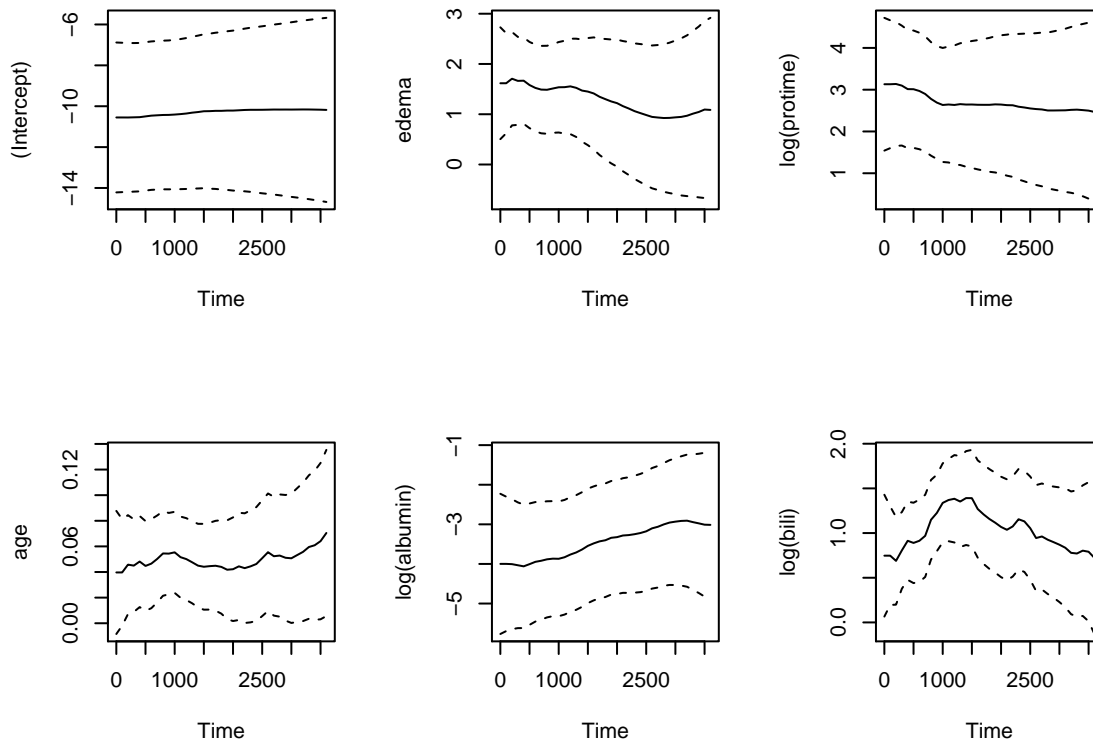 (Intercept)
-14
-10
-6
0 1000 2500
Time
edema
0
1
2
3
0 1000 2500
Time
log(protime)
1
2
3
4
0 1000 2500
Time
age
0.00
0.06
0.12
0 1000 2500
Time
log(albumin)
-5
-3
-1
0 1000 2500
Time
log(bili)
0.0
1.0
2.0
0 1000 2500
Time